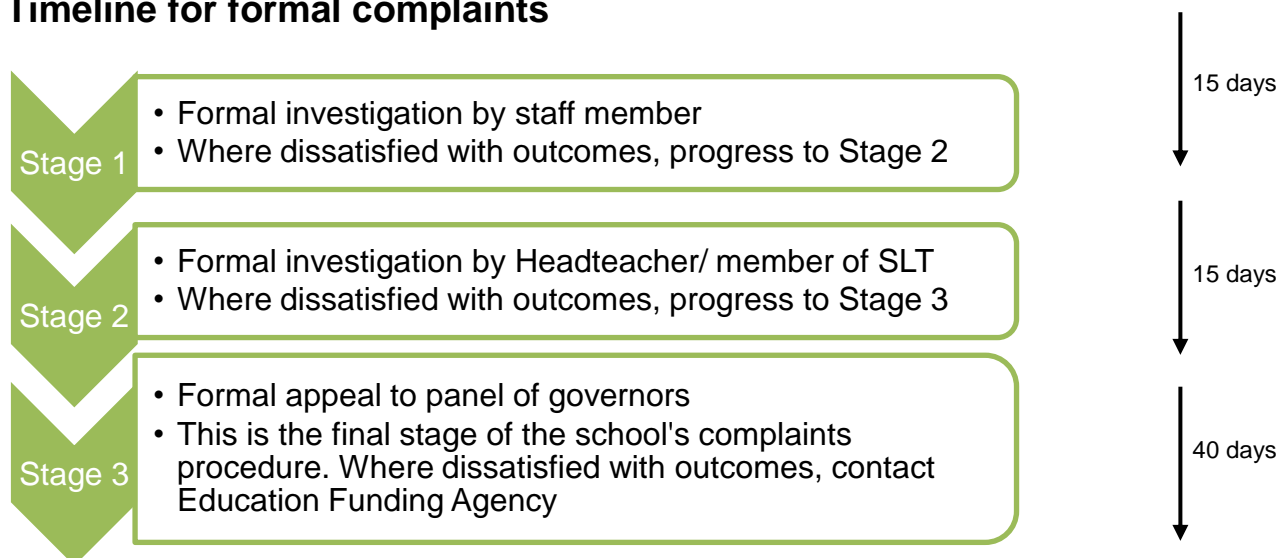 Timeline for formal complaints
Stage 1
• Formal investigation by staff member
• Where dissatisfied with outcomes, progress to Stage 2
15 days
Stage 2
• Formal investigation by Headteacher/ member of SLT
• Where dissatisfied with outcomes, progress to Stage 3
15 days
Stage 3
• Formal appeal to panel of governors
• This is the final stage of the school's complaints
procedure. Where dissatisfied with outcomes, contact
Education Funding Agency
40 days